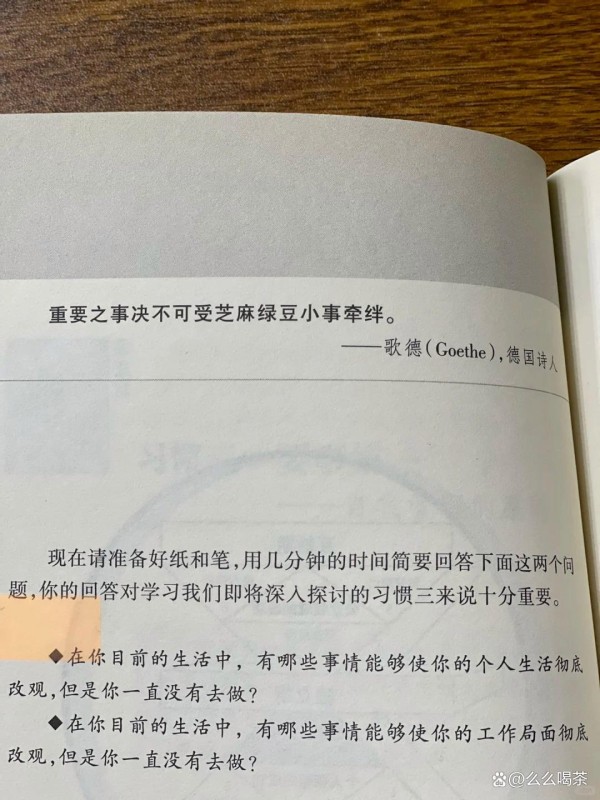 重要之事决不可受芝麻绿豆小事牵绊。
——歌德(Goethe),德国诗人
现在请准备好纸和笔,用几分钟的时间简要回答下面这两个问
题,你的回答对学习我们即将深入探讨的习惯三来说十分重要。
◆在你目前的生活中，有哪些事情能够使你的个人生活彻底
改观,但是你一直没有去做?
◆在你目前的生活中，有哪些事情能够使你的工作局面彻底
改观,但是你一直没有去做?
么么喝茶